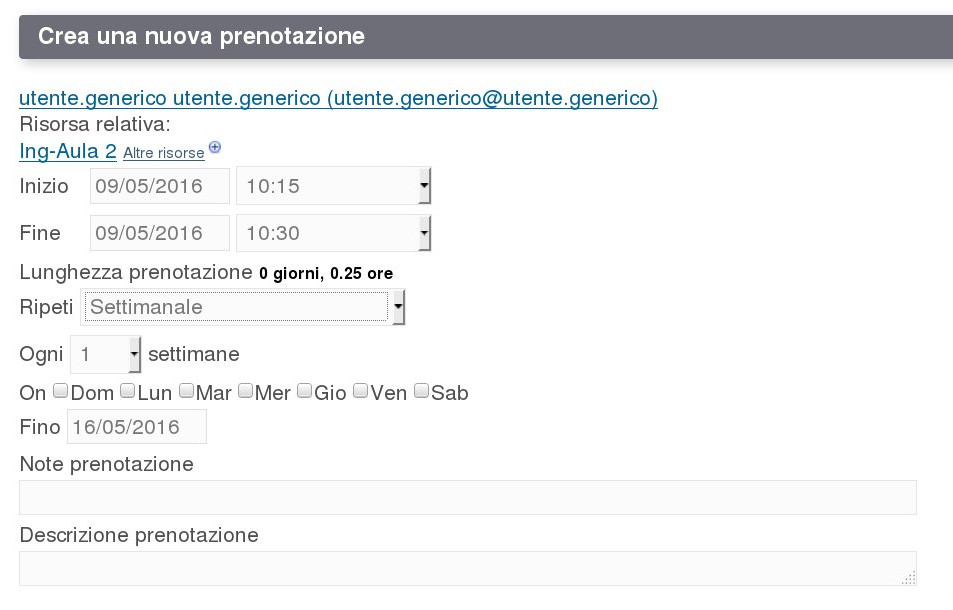 Crea una nuova prenotazione
utente.generico utente.generico (utente.generico@utente.generico)
Risorsa relativa:
Ing-Aula 2 Altre risorse
Inizio 09/05/2016 10:15
Fine 09/05/2016 10:30
Lunghezza prenotazione 0 giorni, 0.25 ore
Ripeti Settimanale
Ogni 1 settimane
On Dom Lun Mar Mer Gio Ven Sab
Fino 16/05/2016
Note prenotazione
Descrizione prenotazione